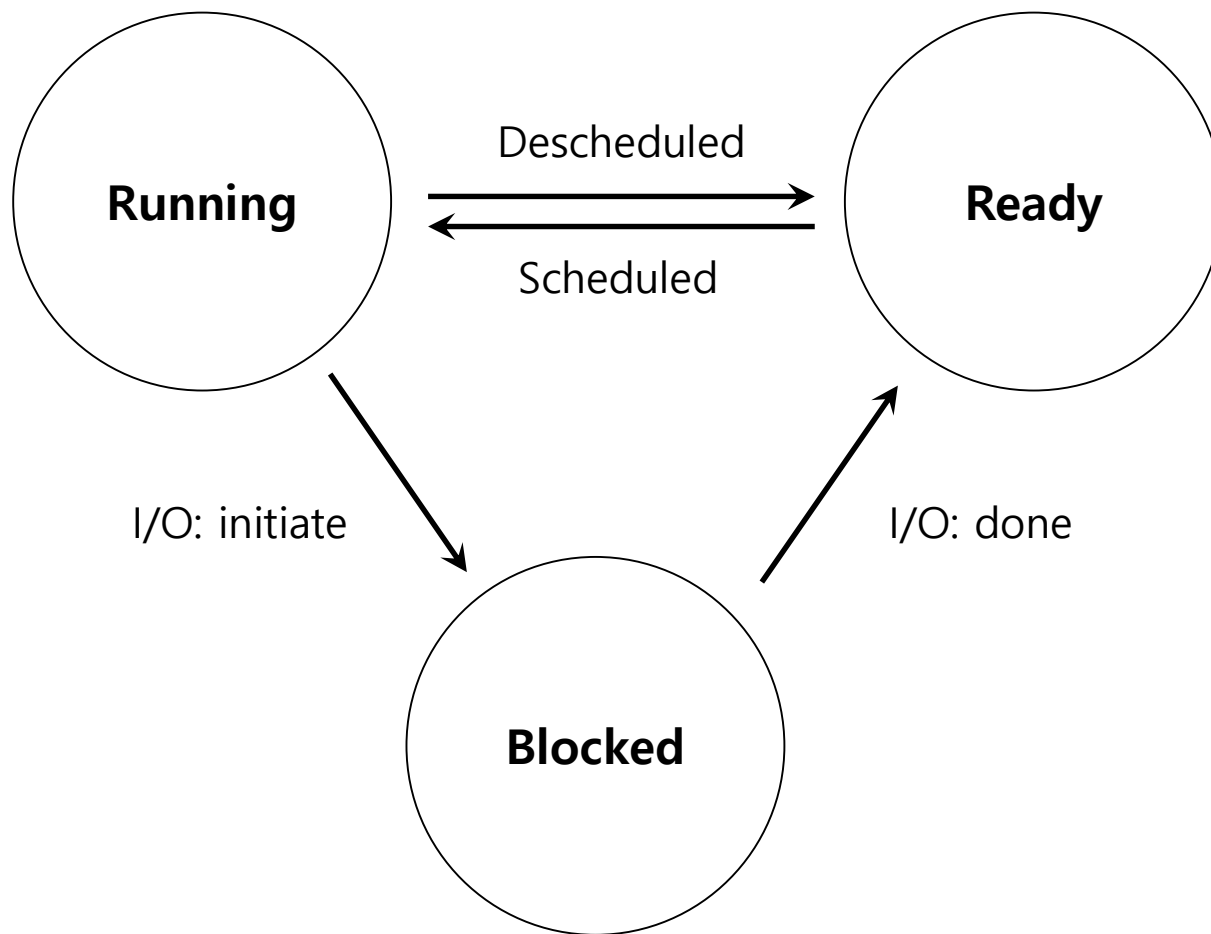 Descheduled
Running
Ready
Scheduled
I/O: initiate
I/O: done
Blocked